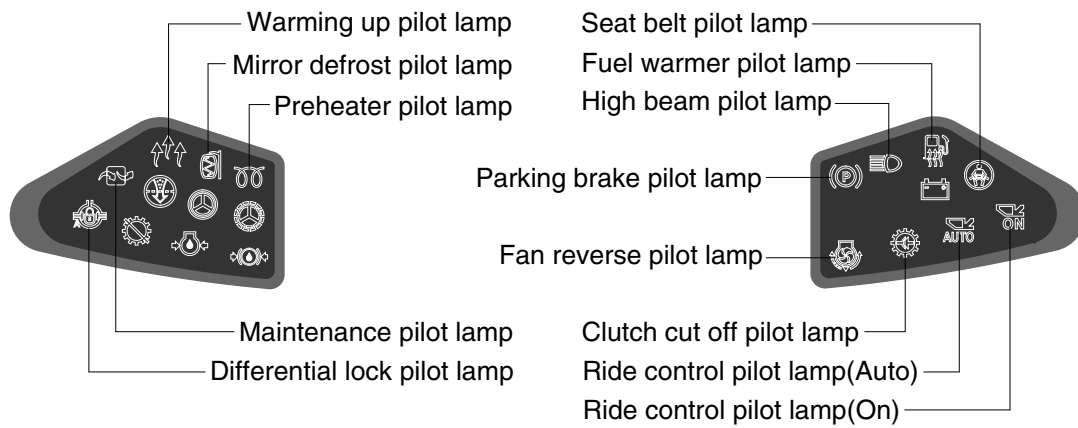 Warming up pilot lamp
Mirror defrost pilot lamp
Preheater pilot lamp
A
Maintenance pilot lamp
Differential lock pilot lamp
Seat belt pilot lamp
Fuel warmer pilot lamp
High beam pilot lamp
Parking brake pilot lamp
P
ON
AUTO
Fan reverse pilot lamp
Clutch cut off pilot lamp
Ride control pilot lamp(Auto)
Ride control pilot lamp(On)